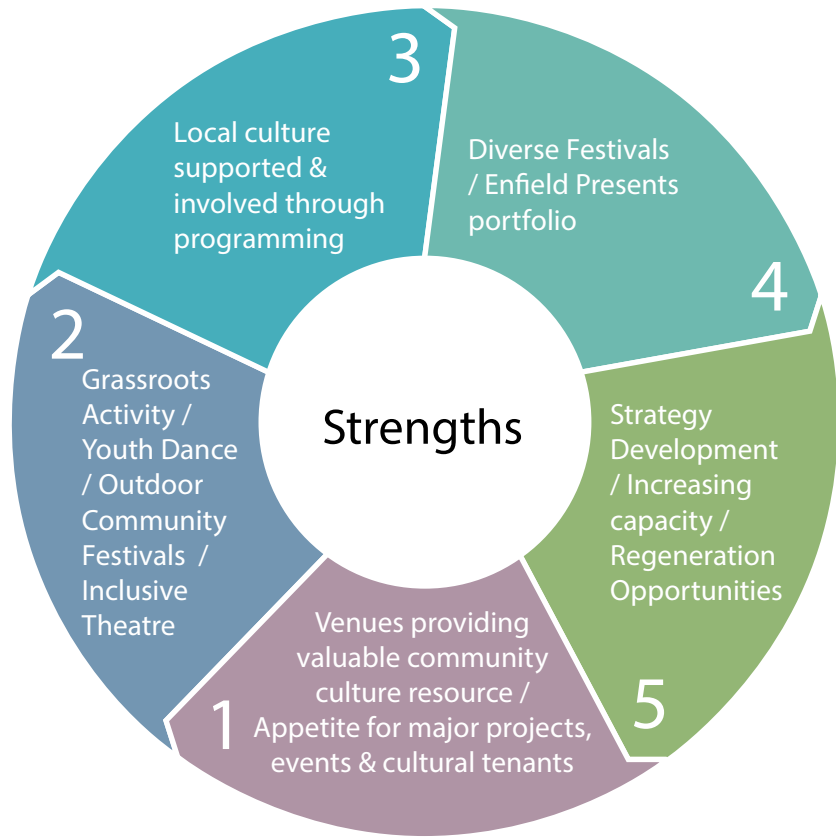 Strengths
1
Venues providing
valuable community
culture resource /
Appetite for major projects,
events & cultural tenants
2
Grassroots
Activity /
Youth Dance
/ Outdoor
Community
Festivals /
Inclusive
Theatre
3
Local culture
supported &
involved through
programming
4
Diverse Festivals
/ Enfield Presents
portfolio
5
Strategy
Development
/ Increasing
capacity /
Regeneration
Opportunities